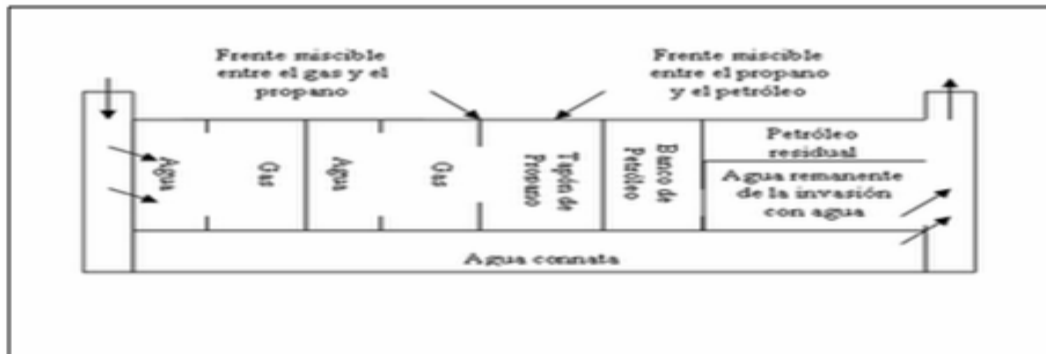 Frente miscible
entre el gas y el
propano
Frente miscible
entre el propano
y el petróleo
Agua
Gas
Agua
Gas
Tapón de
Propano
Banco de
Petróleo
Petróleo
residual
Agua remanente
de la invasión
con agua
Agua connata